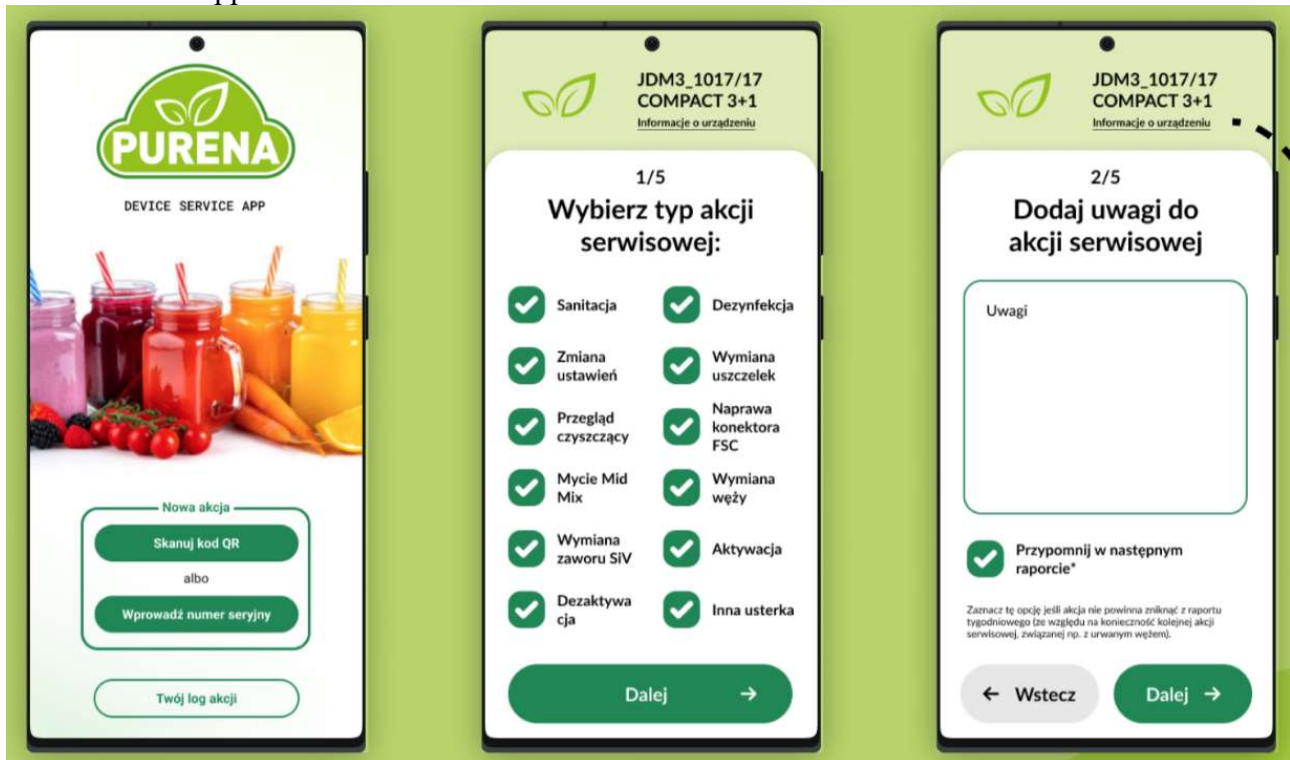 PURENA
DEVICE SERVICE APP
Nowa akcja
Skanuj kod QR
albo
Wprowadź numer seryjny
Twój log akcji
JDM3_1017/17
COMPACT 3+1
Informacje o urządzeniu
1/5
Wybierz typ akcji
serwisowej:
Sanitacja
Dezynfekcja
Zmiana
ustawień
Wymiana
uszczelek
Przegląd
czyszczący
Naprawa
konektora
FSC
Mycie Mid
Mix
Wymiana
węży
Wymiana
zaworu SiV
Aktywacja
Dezaktywa
cja
Inna usterka
Dalej →
JDM3_1017/17
COMPACT 3+1
Informacje o urządzeniu
2/5
Dodaj uwagi do
akcji serwisowej
Uwagi
Przypomnij w następnym
raporcie*
Zaznacz tę opcję jeśli akcja nie powinna zniknąć z raportu
tygodniowego (ze względu na konieczność kolejnej akcji
serwisowej, związanej np. z urwanym wężem).
← Wstecz
Dalej →